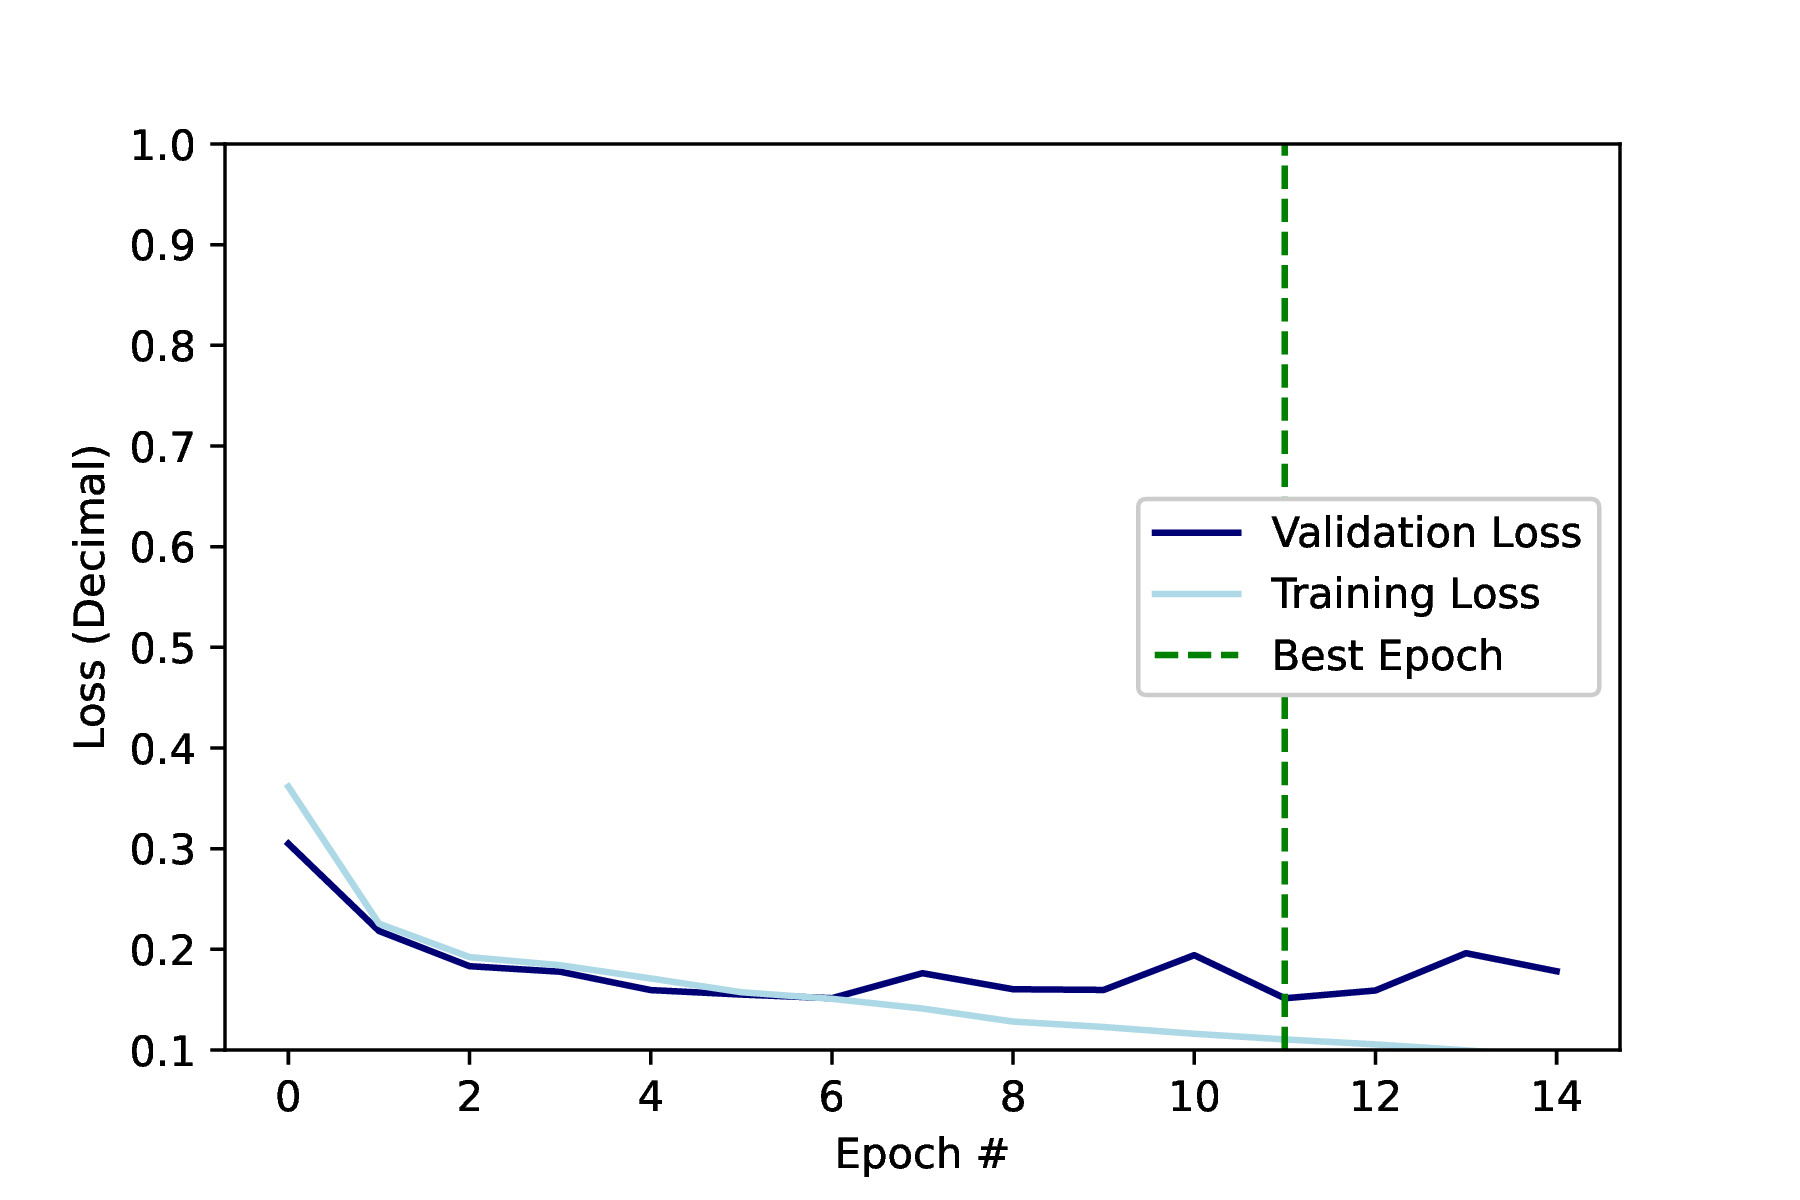 1.0
0.9
0.8
0.7
0.6
0.5
0.4
0.3
0.2
0.1
Loss (Decimal)
Validation Loss
Training Loss
Best Epoch
0 2 4 6 8 10 12 14
Epoch #